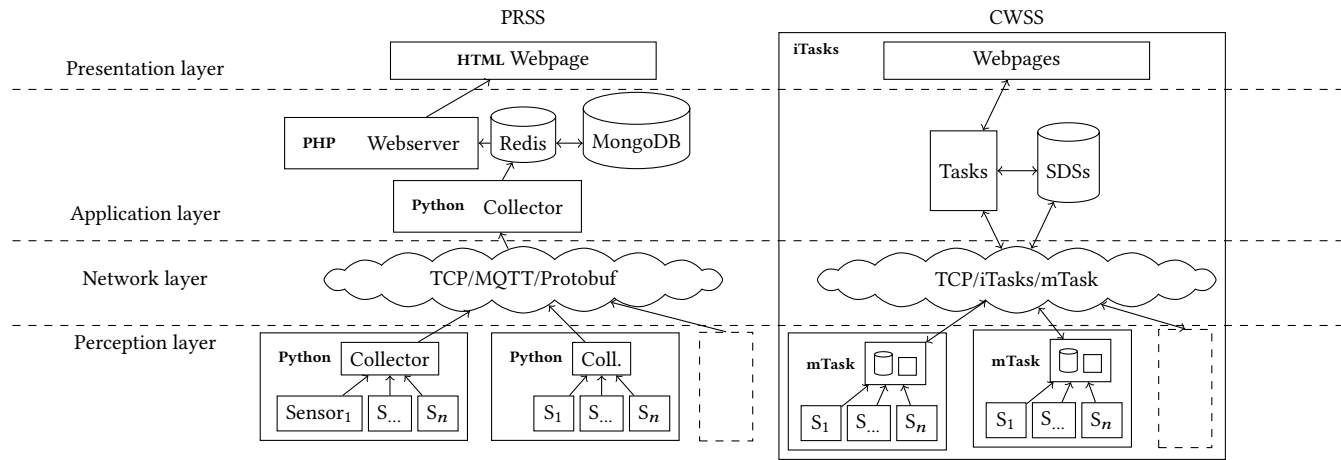 PRSS
CWSS
Presentation layer
HTML Webpage
iTasks
Webpages
PHP Webserver
Redis
MongoDB
Tasks
SDSs
Application layer
Python Collector
Network layer
TCP/MQTT/Protobuf
TCP/iTasks/mTask
Perception layer
Python Collector
Sensor1
S...
Sn
Python Coll.
S1
S...
Sn
mTask
S1
S...
Sn
mTask
S1
S...
Sn